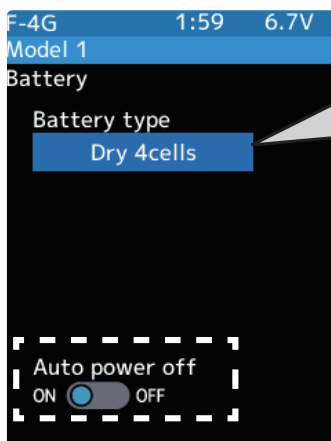 F-4G 1:59 6.7V
Model 1
Battery
Battery type
Dry 4cells
Auto power off
ON OFF